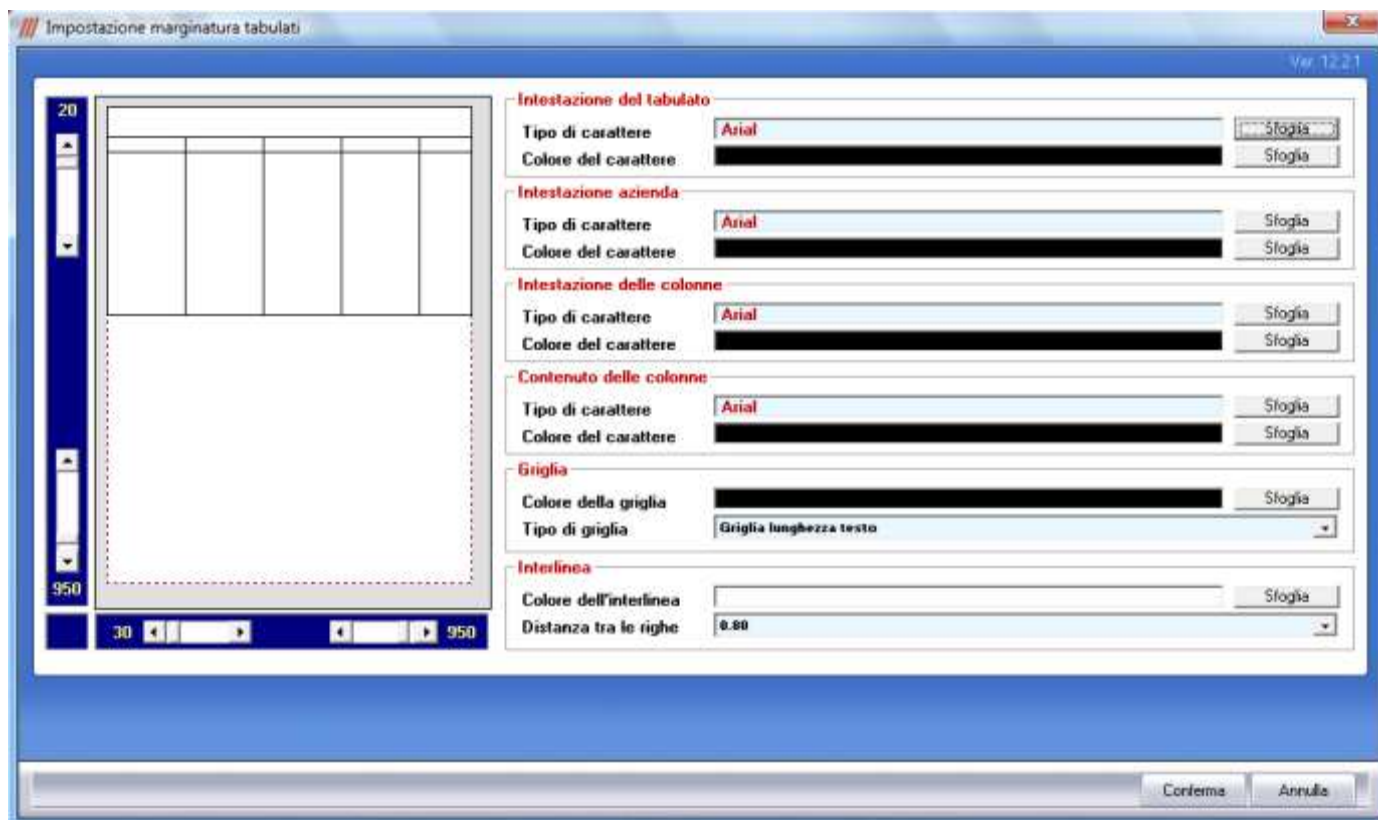 Impostazione marginatura tabulati
Ver. 12.2.1
20
950
30
950
Intestazione del tabulato
Tipo di carattere Arial Sfoglia
Colore del carattere Sfoglia
Intestazione azienda
Tipo di carattere Arial Sfoglia
Colore del carattere Sfoglia
Intestazione delle colonne
Tipo di carattere Arial Sfoglia
Colore del carattere Sfoglia
Contenuto delle colonne
Tipo di carattere Arial Sfoglia
Colore del carattere Sfoglia
Griglia
Colore della griglia Sfoglia
Tipo di griglia Griglia lunghezza testo
Interlinea
Colore dell'interlinea Sfoglia
Distanza tra le righe 0.80
Conferma Annulla